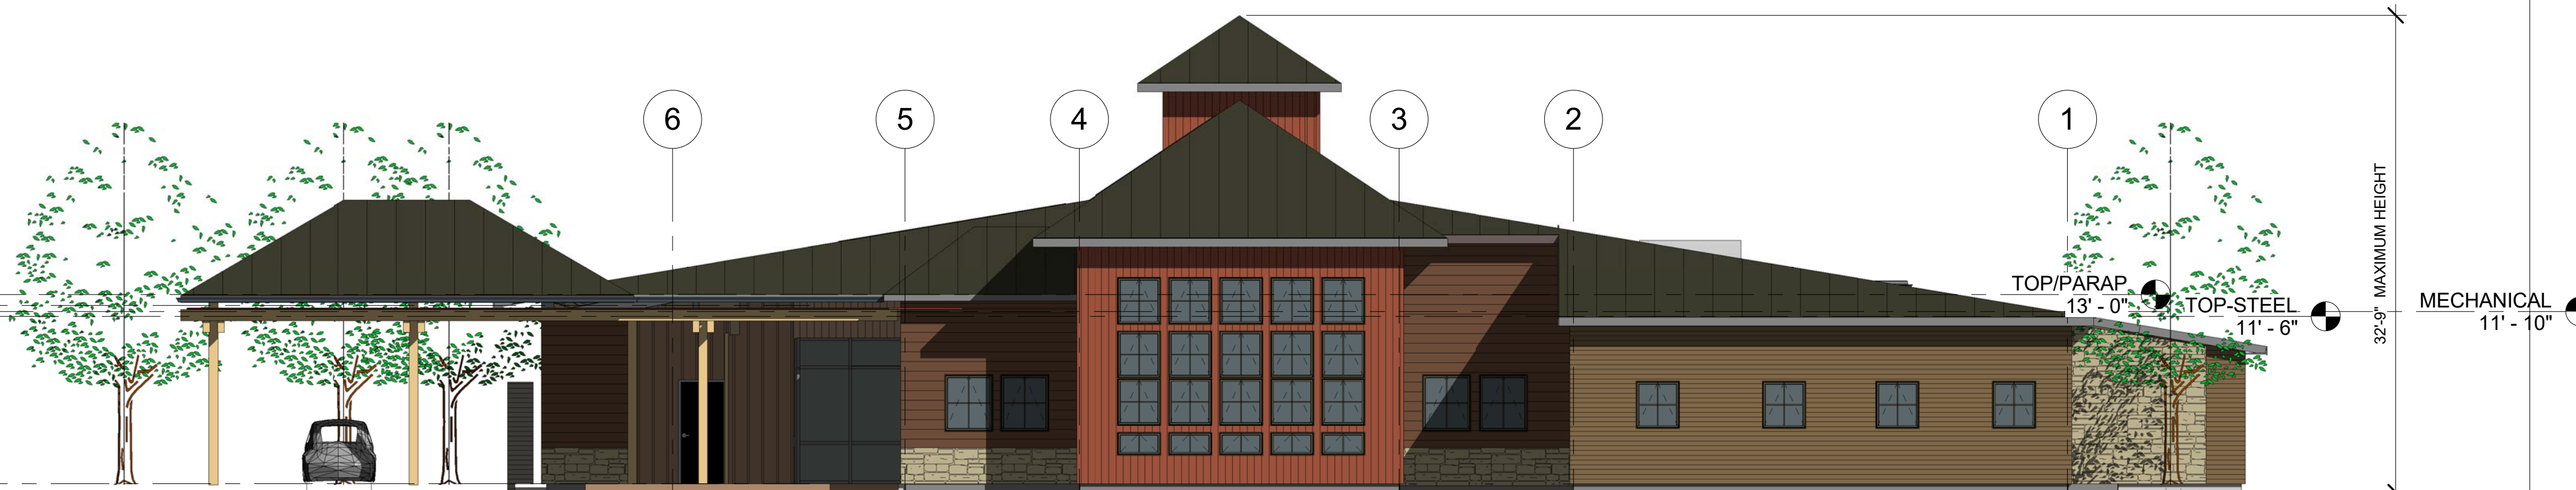 6
5
4
3
2
1
TOP/PARAP
13' - 0"
TOP-STEEL
11' - 6"
32'-9" MAXIMUM HEIGHT
MECHANICAL
11' - 10"